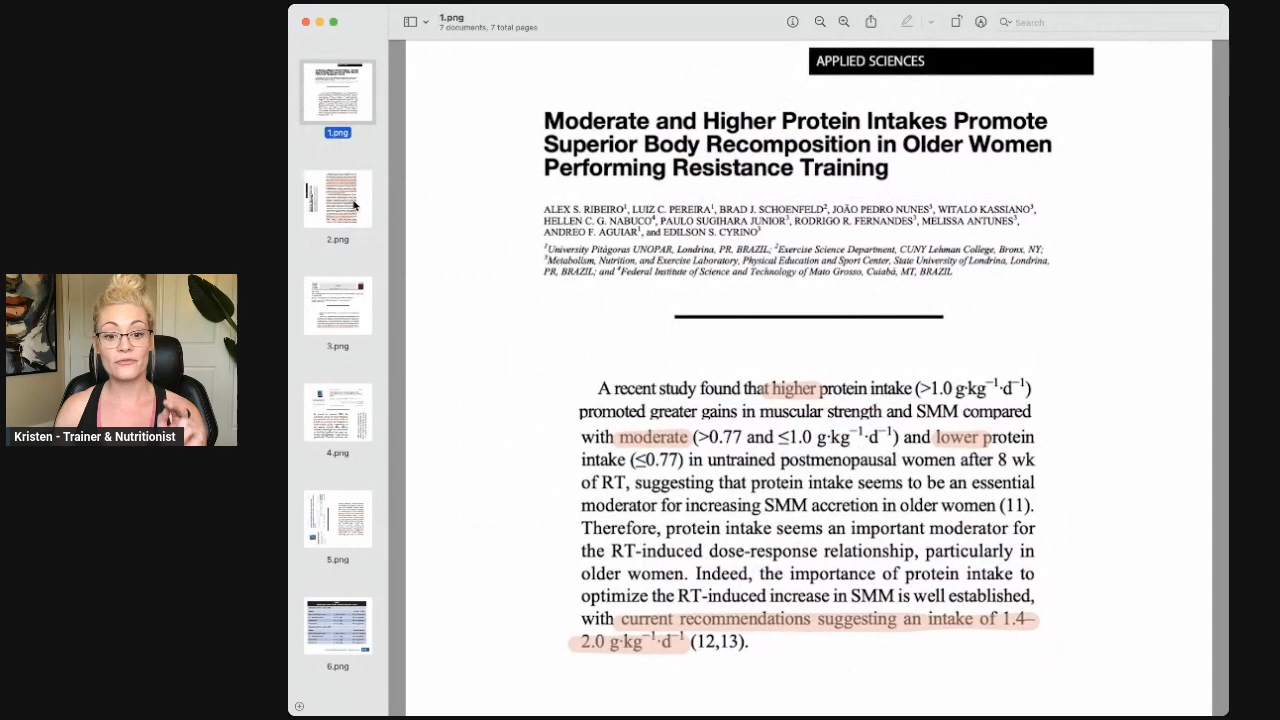 1.png
7 documents, 7 total pages
Search
1.png
2.png
3.png
4.png
5.png
6.png
Kristen - Trainer & Nutritionist
APPLIED SCIENCES
Moderate and Higher Protein Intakes Promote
Superior Body Recomposition in Older Women
Performing Resistance Training
ALEX S. RIBEIRO¹, LUIZ C. PEREIRA¹, BRAD J. SCHOENFELD², JOÃO PEDRO NUNES³, WITALO KASSIANO³,
HELLEN C. G. NABUCO⁴, PAULO SUGIHARA JUNIOR³, RODRIGO R. FERNANDES³, MELISSA ANTUNES³,
ANDREO F. AGUIAR¹, and EDILSON S. CYRINO³
¹University Pitágoras UNOPAR, Londrina, PR, BRAZIL; ²Exercise Science Department, CUNY Lehman College, Bronx, NY;
³Metabolism, Nutrition, and Exercise Laboratory, Physical Education and Sport Center, State University of Londrina, Londrina,
PR, BRAZIL; and ⁴Federal Institute of Science and Technology of Mato Grosso, Cuiabá, MT, BRAZIL
A recent study found that higher protein intake (>1.0 g·kg⁻¹·d⁻¹)
promoted greater gains in muscular strength and SMM compared
with moderate (>0.77 and ≤1.0 g·kg⁻¹·d⁻¹) and lower protein
intake (≤0.77) in untrained postmenopausal women after 8 wk
of RT, suggesting that protein intake seems to be an essential
moderator for increasing SMM accretion in older women (11).
Therefore, protein intake seems an important moderator for
the RT-induced dose-response relationship, particularly in
older women. Indeed, the importance of protein intake to
optimize the RT-induced increase in SMM is well established,
with current recommendations suggesting an intake of 1.4–
2.0 g·kg⁻¹·d⁻¹ (12,13).